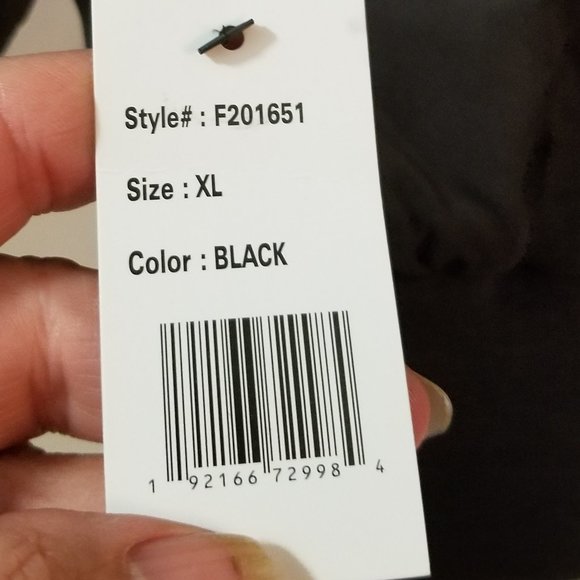 Style# : F201651
Size : XL
Color : BLACK
1 92166 72998 4